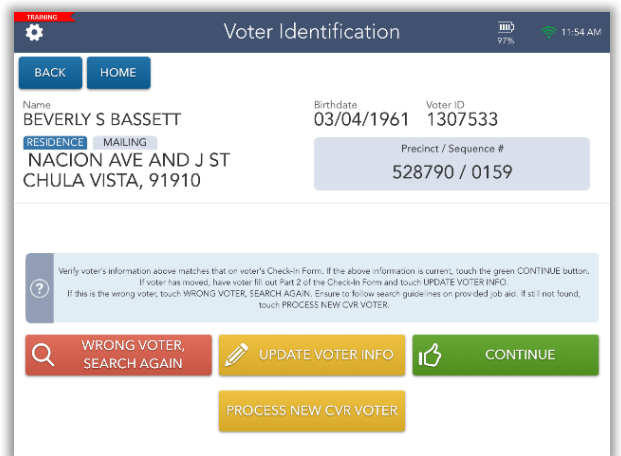 TRAINING
Voter Identification
97%
11:54 AM
BACK HOME
Name Birthdate Voter ID
BEVERLY S BASSETT 03/04/1961 1307533
RESIDENCE MAILING
NACION AVE AND J ST
CHULA VISTA, 91910
Precinct / Sequence #
528790 / 0159
Verify voter's information above matches that on voter's Check-In Form. If the above information is current, touch the green CONTINUE button.
If voter has moved, have voter fill out Part 2 of the Check-In Form and touch UPDATE VOTER INFO.
If this is the wrong voter, touch WRONG VOTER, SEARCH AGAIN. Ensure to follow search guidelines on provided job aid. If still not found,
touch PROCESS NEW CVR VOTER.
?
WRONG VOTER,
SEARCH AGAIN
UPDATE VOTER INFO
CONTINUE
PROCESS NEW CVR VOTER